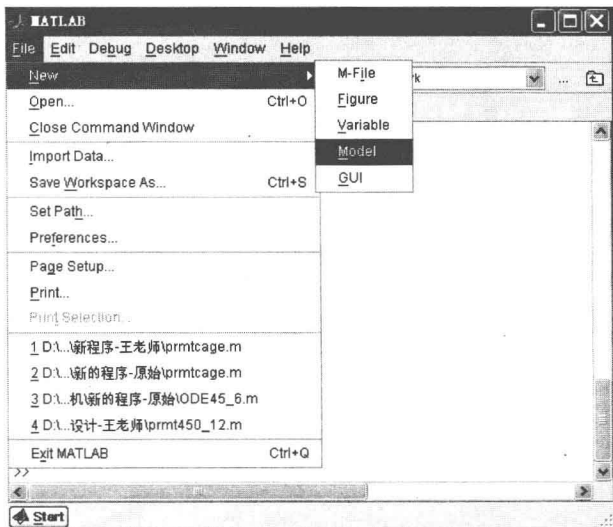 MATLAB
File Edit Debug Desktop Window Help
New
Open... Ctrl+O
Close Command Window
Import Data...
Save Workspace As... Ctrl+S
Set Path...
Preferences...
Page Setup...
Print...
Print Selection...
1 D:\...\新程序-王老师\prmtcage.m
2 D:\...\新的程序-原始\prmtcage.m
3 D:\...机\新的程序-原始\ODE45_6.m
4 D:\...设计-王老师\prmt450_12.m
Exit MATLAB Ctrl+Q
M-File
Figure
Variable
Model
GUI
...
>>
Start